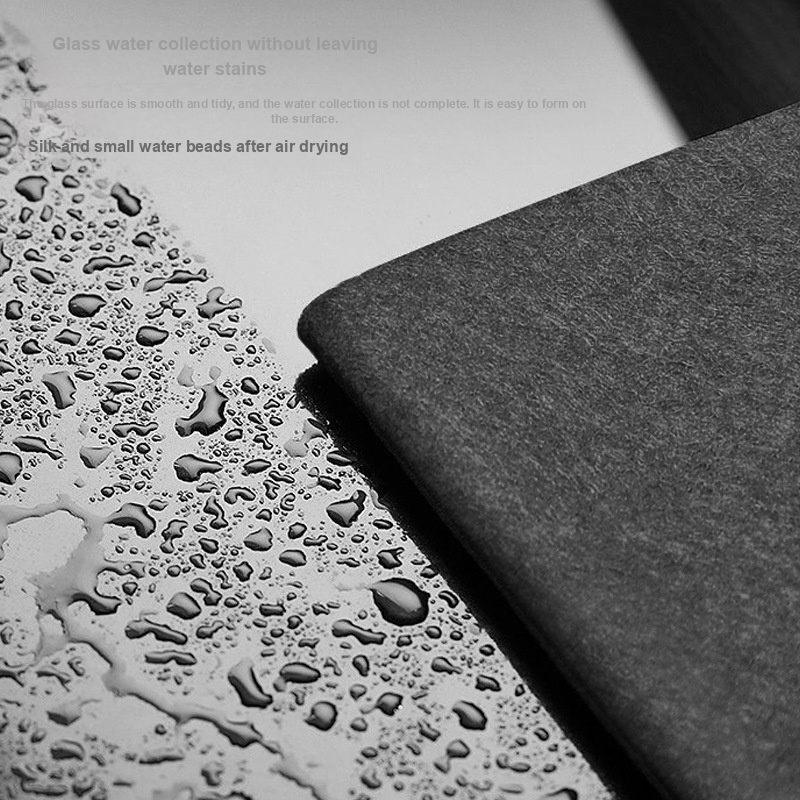 Glass water collection without leaving
water stains
The glass surface is smooth and tidy, and the water collection is not complete. It is easy to form on
the surface.
Silk and small water beads after air drying